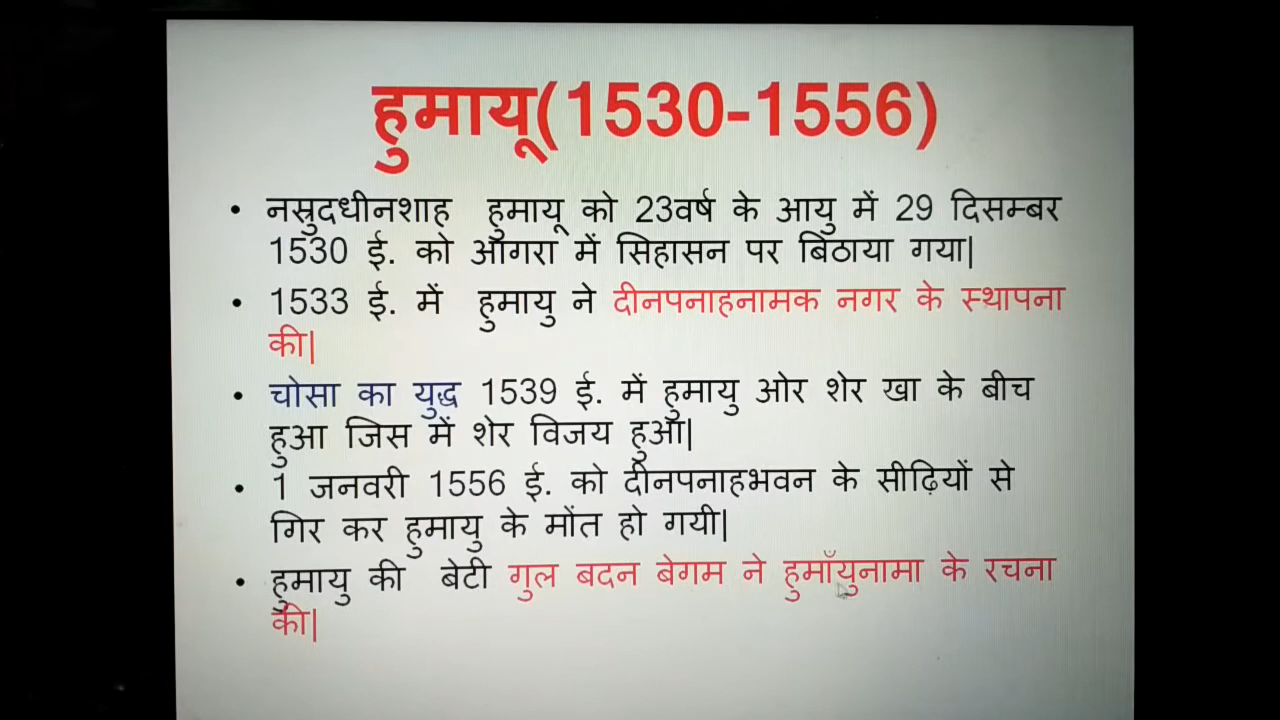 हुमायू(1530-1556)
• नस्रुदधीनशाह हुमायू को 23वर्ष के आयु में 29 दिसम्बर
1530 ई. को आगरा में सिहासन पर बिठाया गया|
• 1533 ई. में हुमायु ने दीनपनाहनामक नगर के स्थापना
की|
• चोसा का युद्ध 1539 ई. में हुमायु ओर शेर खा के बीच
हुआ जिस में शेर विजय हुआ|
• 1 जनवरी 1556 ई. को दीनपनाहभवन के सीढ़ियों से
गिर कर हुमायु के मोंत हो गयी|
• हुमायु की बेटी गुल बदन बेगम ने हुमाँयुनामा के रचना
की|